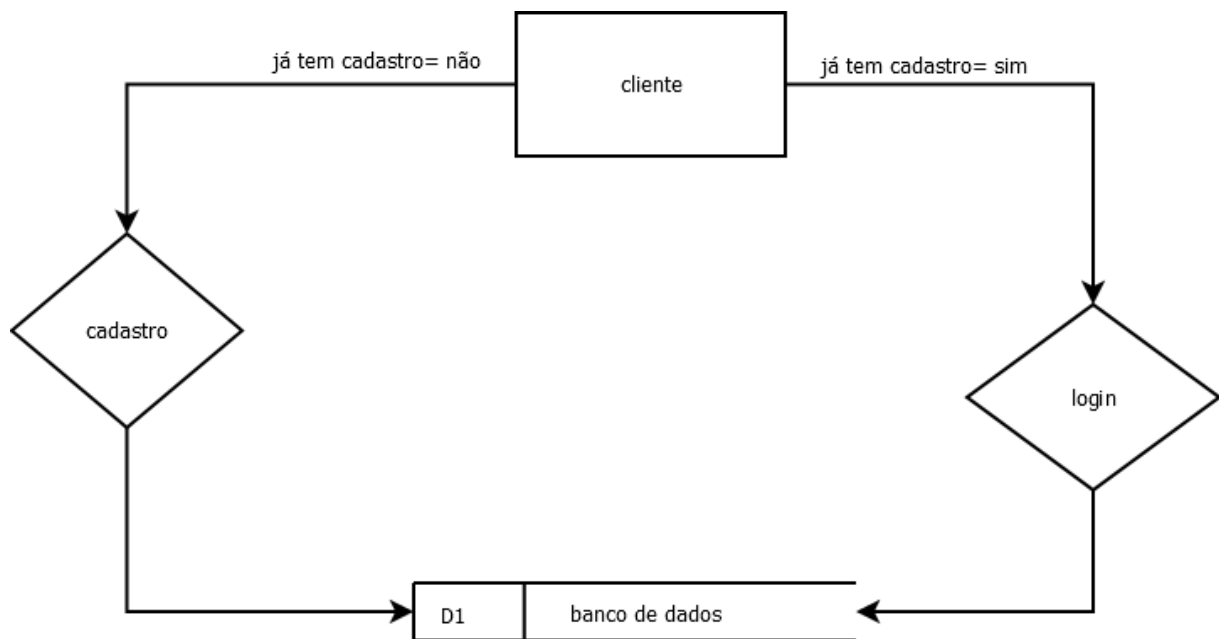 já tem cadastro= não
cliente
já tem cadastro= sim
cadastro
login
D1
banco de dados